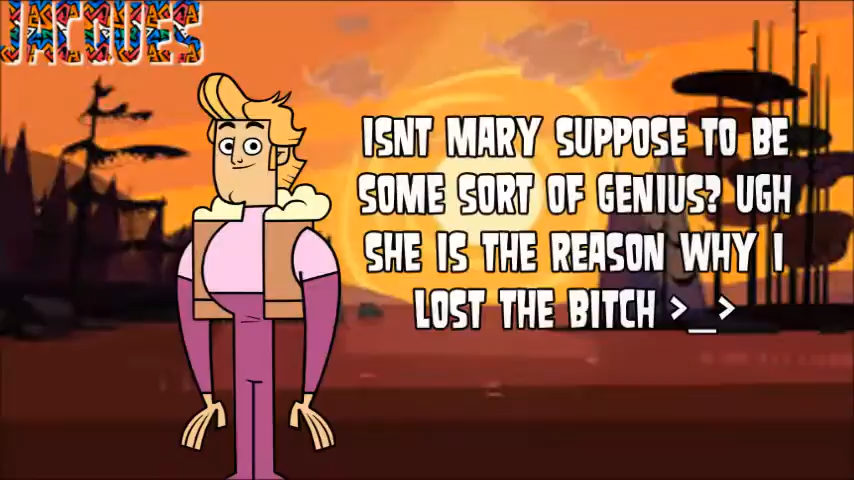 JACQUES
ISNT MARY SUPPOSE TO BE
SOME SORT OF GENIUS? UGH
SHE IS THE REASON WHY I
LOST THE BITCH >_>